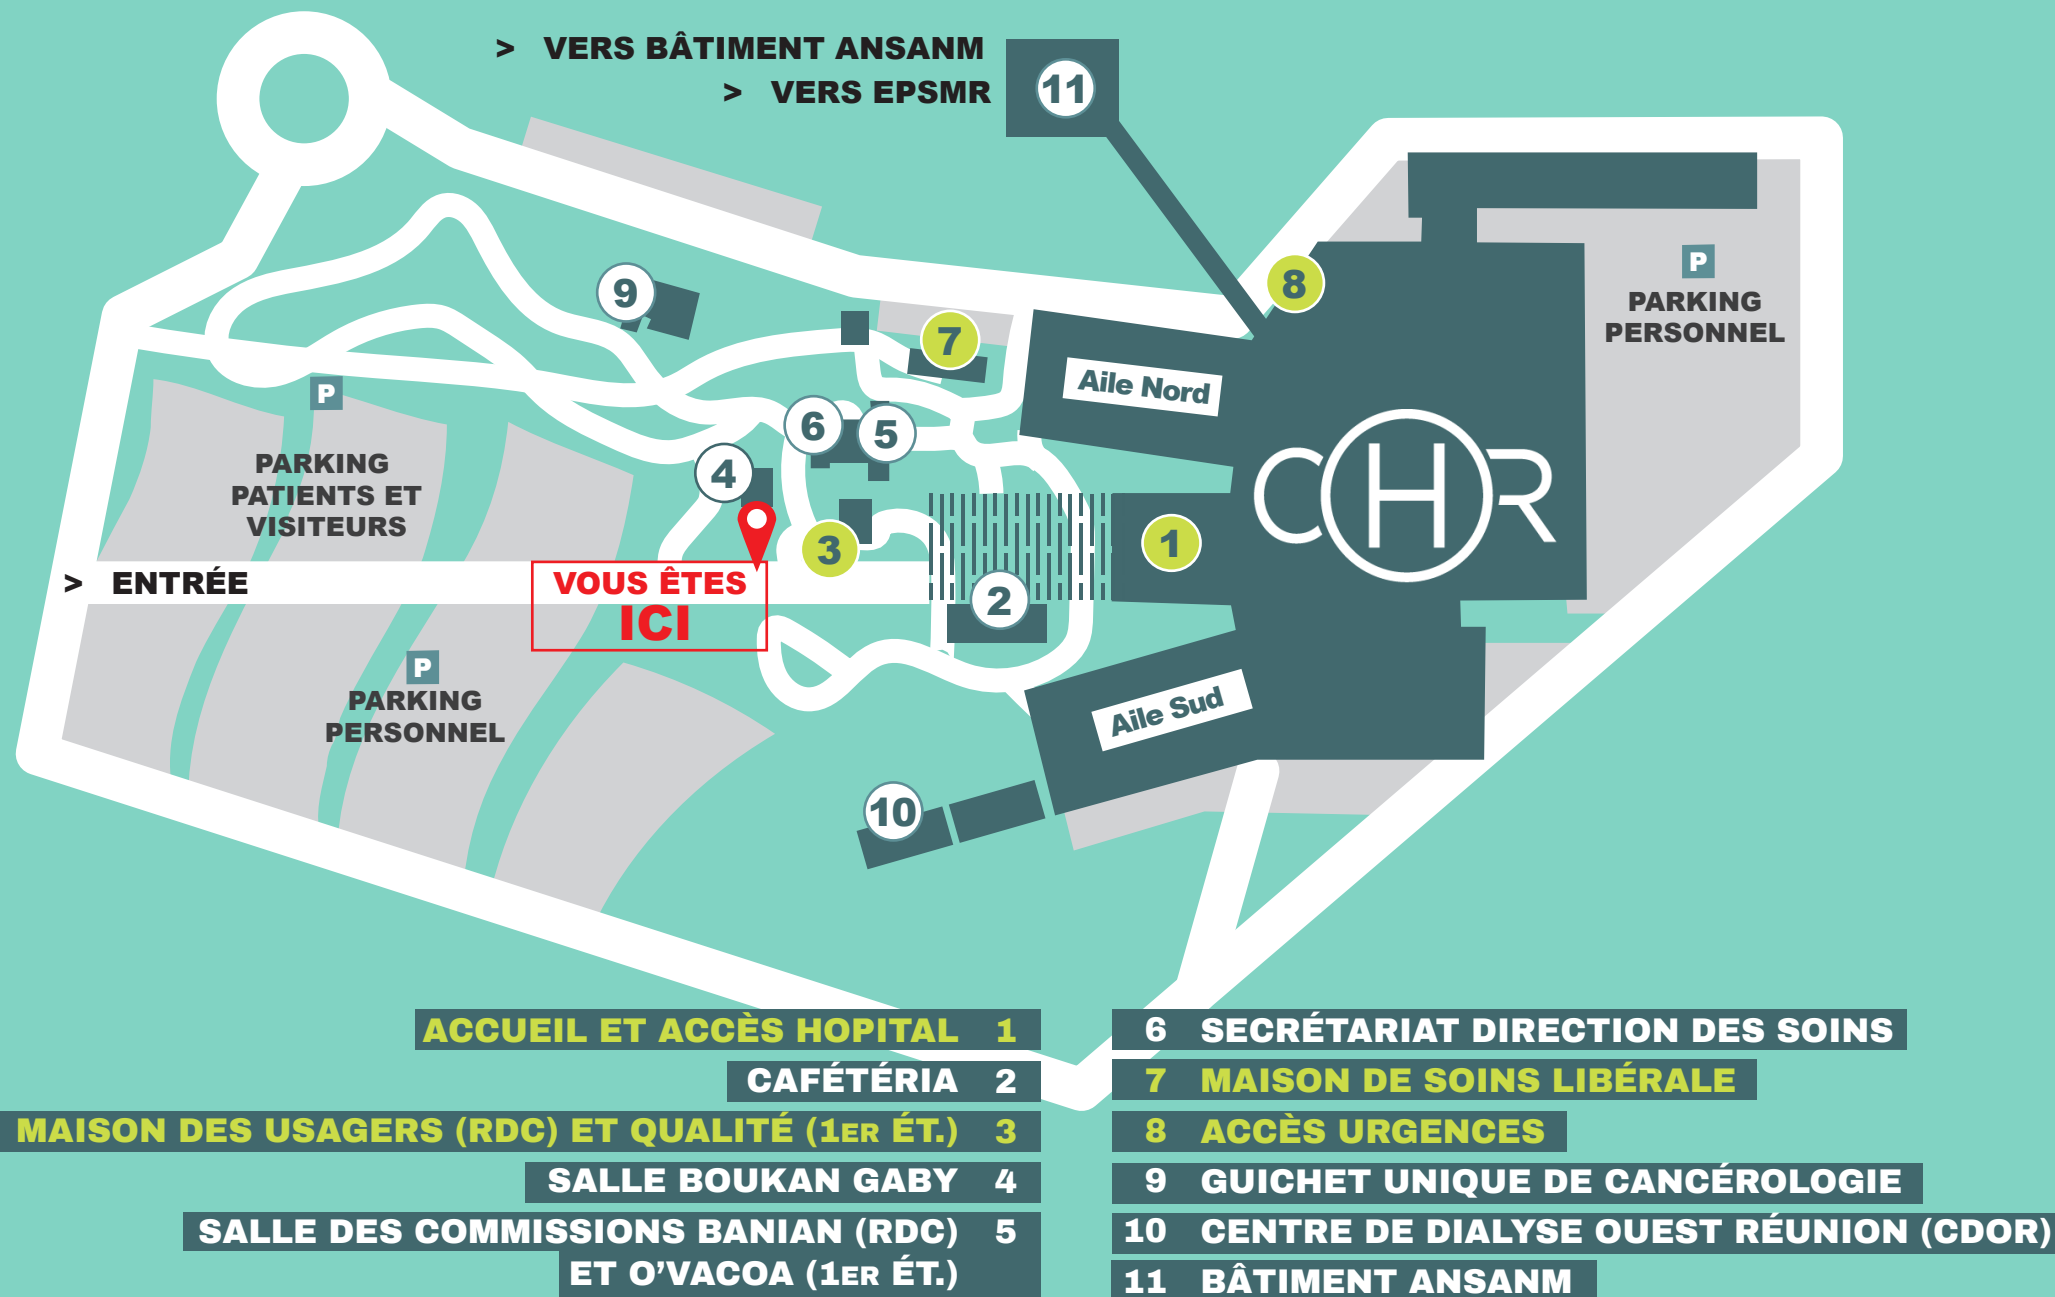 > VERS BÂTIMENT ANSANM
> VERS EPSMR
11
8
P
PARKING
PERSONNEL
9
7
Aile Nord
P
6
5
PARKING
PATIENTS ET
VISITEURS
4
CHR
3
1
> ENTRÉE
VOUS ÊTES
ICI
2
P
PARKING
PERSONNEL
Aile Sud
10
ACCUEIL ET ACCÈS HOPITAL 1
CAFÉTÉRIA 2
MAISON DES USAGERS (RDC) ET QUALITÉ (1ER ÉT.) 3
SALLE BOUKAN GABY 4
SALLE DES COMMISSIONS BANIAN (RDC) 5
ET O’VACOA (1ER ÉT.)
6 SECRÉTARIAT DIRECTION DES SOINS
7 MAISON DE SOINS LIBÉRALE
8 ACCÈS URGENCES
9 GUICHET UNIQUE DE CANCÉROLOGIE
10 CENTRE DE DIALYSE OUEST RÉUNION (CDOR)
11 BÂTIMENT ANSANM